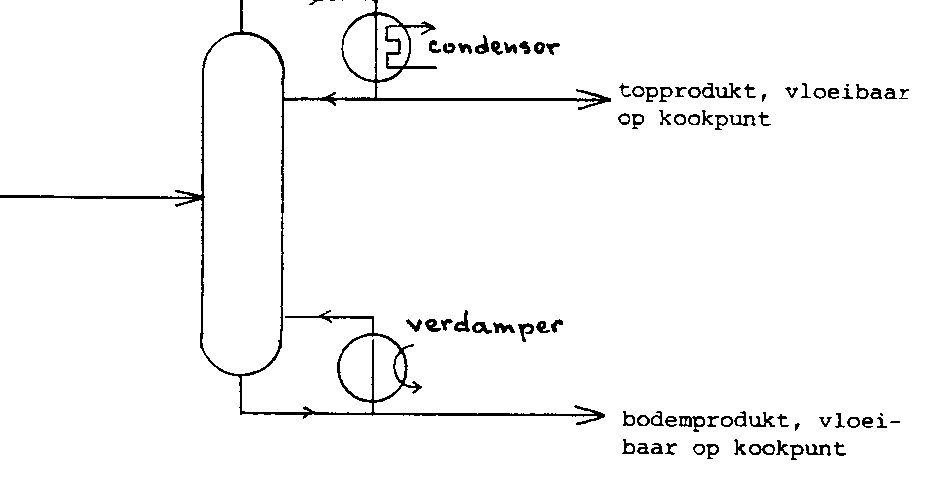 condensor
topprodukt, vloeibaar
op kookpunt
verdamper
bodemprodukt, vloei-
baar op kookpunt